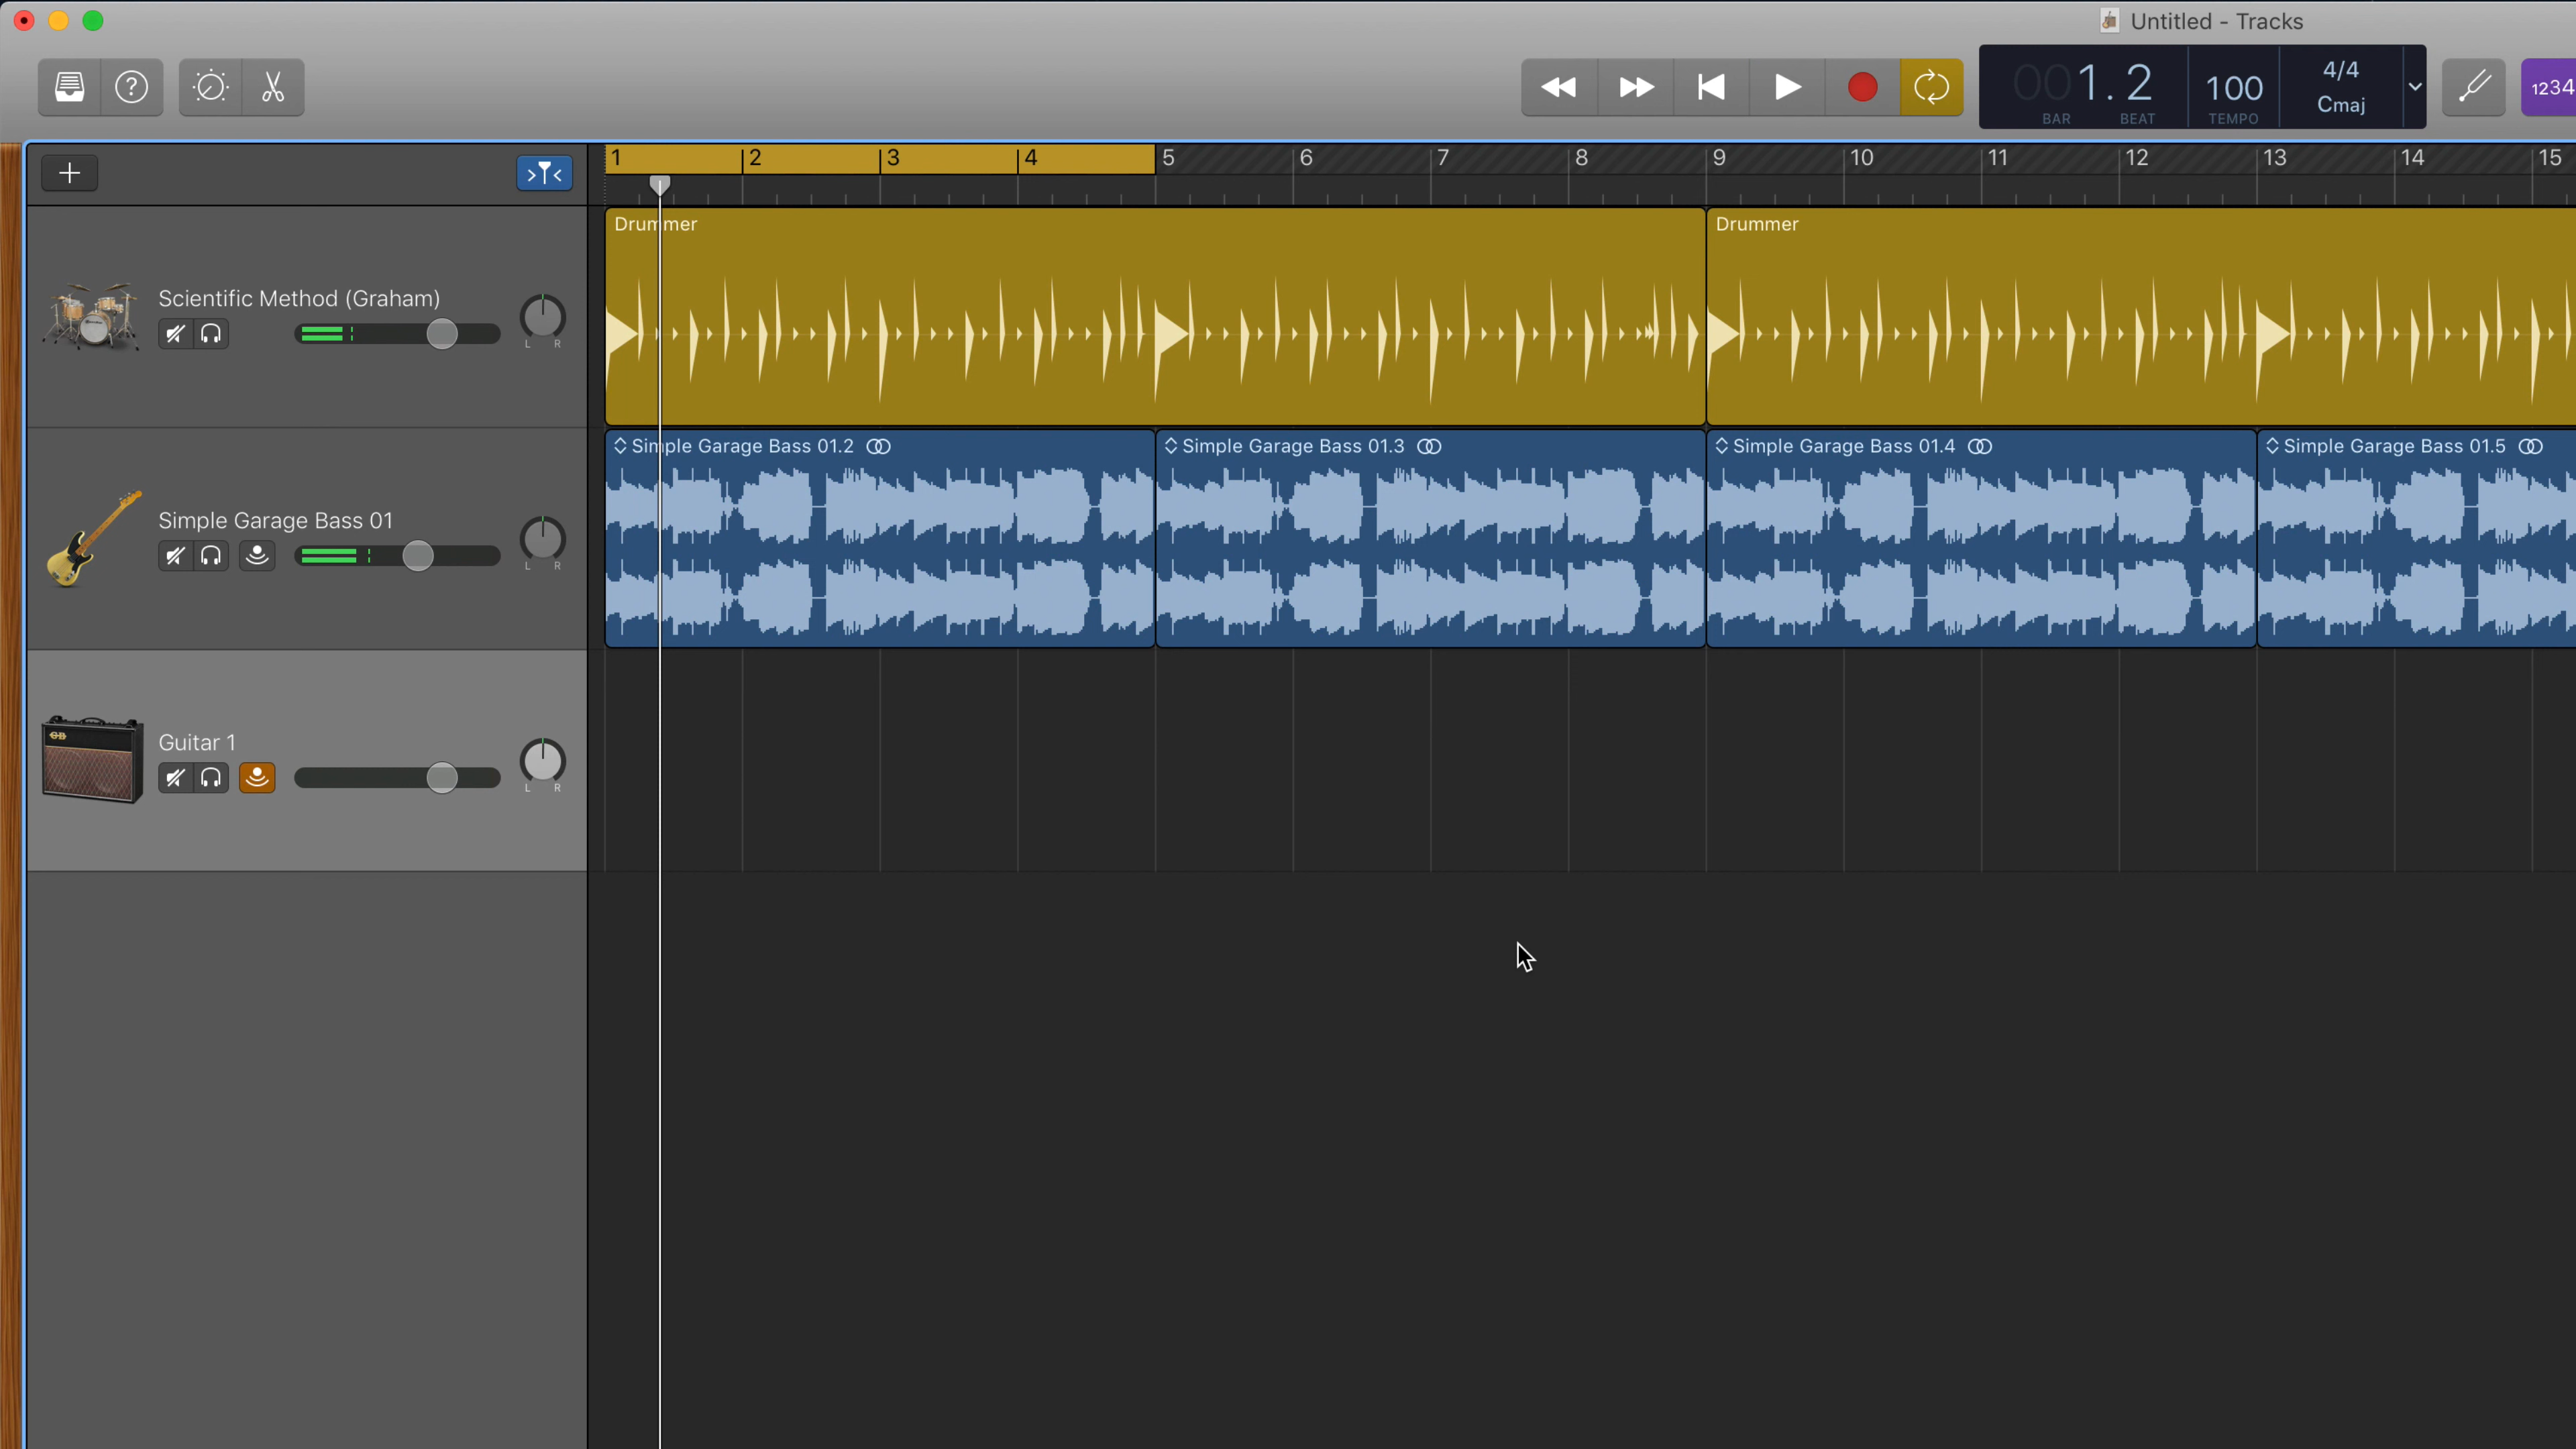 Untitled - Tracks
001.2
BAR
BEAT
100
TEMPO
4/4
Cmaj
1234
1 2 3 4 5 6 7 8 9 10 11 12 13 14 15
Scientific Method (Graham)
L R
Drummer
Drummer
Simple Garage Bass 01
L R
Simple Garage Bass 01.2
Simple Garage Bass 01.3
Simple Garage Bass 01.4
Simple Garage Bass 01.5
Guitar 1
L R